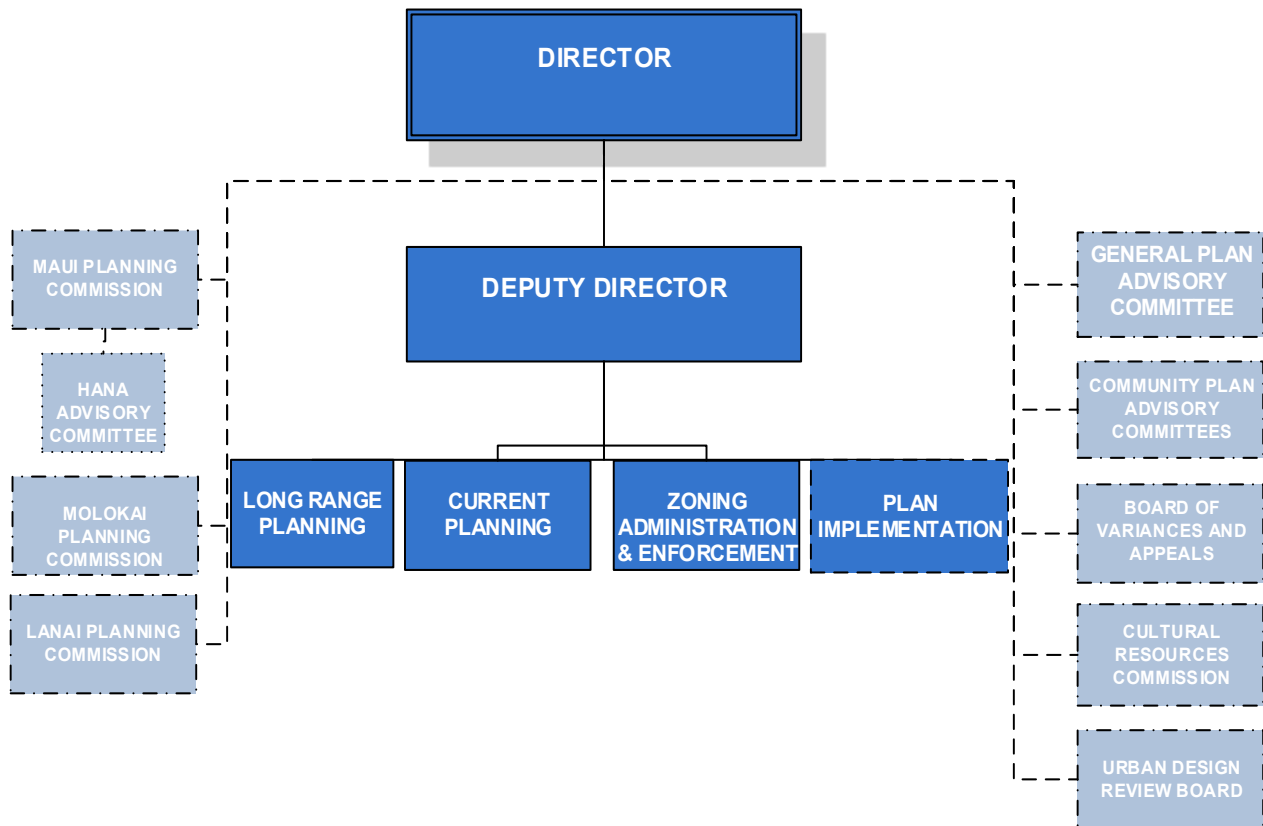 DIRECTOR
DEPUTY DIRECTOR
MAUI PLANNING
COMMISSION
HANA
ADVISORY
COMMITTEE
MOLOKAI
PLANNING
COMMISSION
LANAI PLANNING
COMMISSION
LONG RANGE
PLANNING
CURRENT
PLANNING
ZONING
ADMINISTRATION
& ENFORCEMENT
PLAN
IMPLEMENTATION
GENERAL PLAN
ADVISORY
COMMITTEE
COMMUNITY PLAN
ADVISORY
COMMITTEES
BOARD OF
VARIANCES AND
APPEALS
CULTURAL
RESOURCES
COMMISSION
URBAN DESIGN
REVIEW BOARD